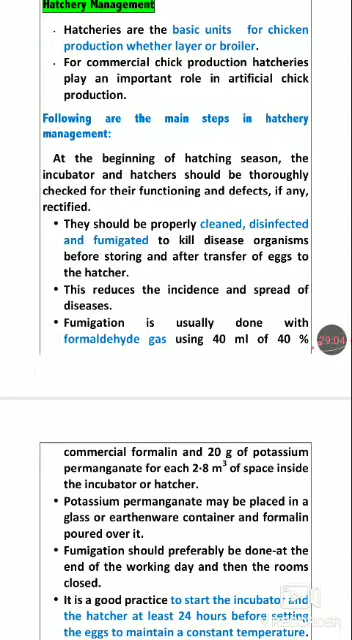 Hatchery Management
· Hatcheries are the basic units for chicken
production whether layer or broiler.
· For commercial chick production hatcheries
play an important role in artificial chick
production.
Following are the main steps in hatchery
management:
At the beginning of hatching season, the
incubator and hatchers should be thoroughly
checked for their functioning and defects, if any,
rectified.
• They should be properly cleaned, disinfected
and fumigated to kill disease organisms
before storing and after transfer of eggs to
the hatcher.
• This reduces the incidence and spread of
diseases.
• Fumigation is usually done with
formaldehyde gas using 40 ml of 40 %
29:04
commercial formalin and 20 g of potassium
permanganate for each 2·8 m³ of space inside
the incubator or hatcher.
• Potassium permanganate may be placed in a
glass or earthenware container and formalin
poured over it.
• Fumigation should preferably be done-at the
end of the working day and then the rooms
closed.
• It is a good practice to start the incubator and
the hatcher at least 24 hours before setting
the eggs to maintain a constant temperature.